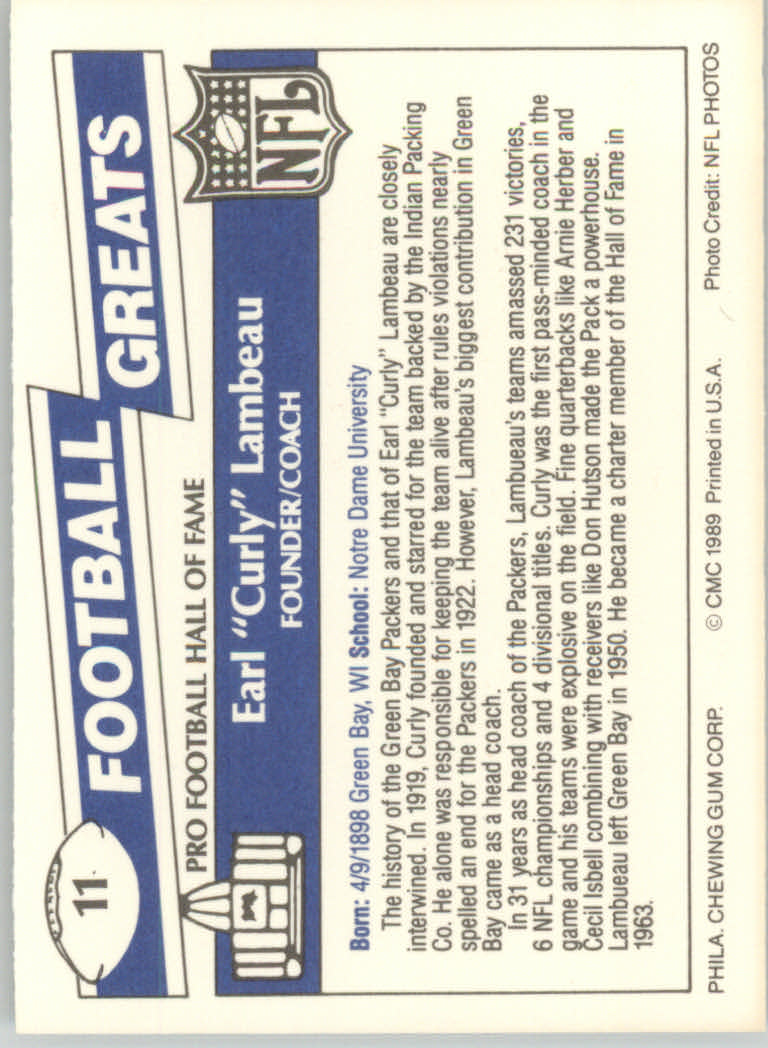 11
FOOTBALL
GREATS
PRO FOOTBALL HALL OF FAME
Earl "Curly" Lambeau
FOUNDER/COACH
NFL
Born: 4/9/1898 Green Bay, WI School: Notre Dame University
The history of the Green Bay Packers and that of Earl "Curly" Lambeau are closely
interwined. In 1919, Curly founded and starred for the team backed by the Indian Packing
Co. He alone was responsible for keeping the team alive after rules violations nearly
spelled an end for the Packers in 1922. However, Lambeau's biggest contribution in Green
Bay came as a head coach.
In 31 years as head coach of the Packers, Lambueau's teams amassed 231 victories,
6 NFL championships and 4 divisional titles. Curly was the first pass-minded coach in the
game and his teams were explosive on the field. Fine quarterbacks like Arnie Herber and
Cecil Isbell combining with receivers like Don Hutson made the Pack a powerhouse.
Lambueau left Green Bay in 1950. He became a charter member of the Hall of Fame in
1963.
PHILA. CHEWING GUM CORP. © CMC 1989 Printed in U.S.A. Photo Credit: NFL PHOTOS